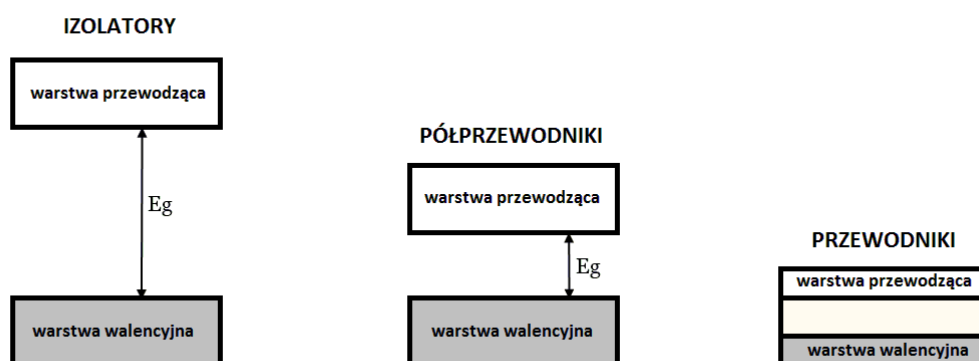 IZOLATORY
warstwa przewodząca
Eg
warstwa walencyjna
PÓŁPRZEWODNIKI
warstwa przewodząca
Eg
warstwa walencyjna
PRZEWODNIKI
warstwa przewodząca
warstwa walencyjna